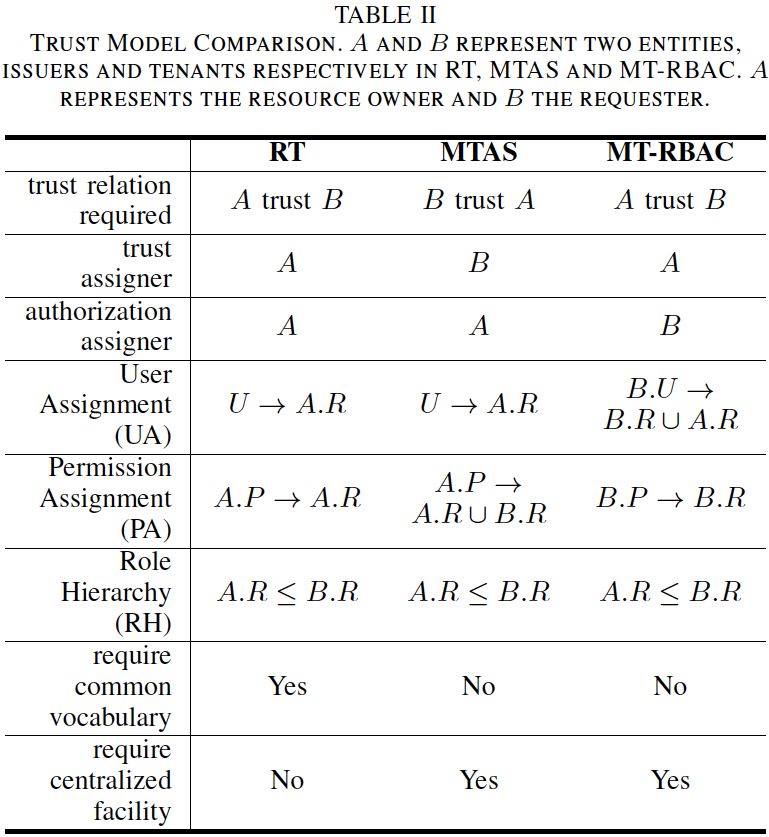 TABLE II
TRUST MODEL COMPARISON. A AND B REPRESENT TWO ENTITIES,
ISSUERS AND TENANTS RESPECTIVELY IN RT, MTAS AND MT-RBAC. A
REPRESENTS THE RESOURCE OWNER AND B THE REQUESTER.
RT MTAS MT-RBAC
trust relation
required
A trust B
B trust A
A trust B
trust
assigner
A
B
A
authorization
assigner
A
A
B
User
Assignment
(UA)
U → A.R
U → A.R
B.U →
B.R ∪ A.R
Permission
Assignment
(PA)
A.P → A.R
A.P →
A.R ∪ B.R
B.P → B.R
Role
Hierarchy
(RH)
A.R ≤ B.R
A.R ≤ B.R
A.R ≤ B.R
require
common
vocabulary
Yes
No
No
require
centralized
facility
No
Yes
Yes